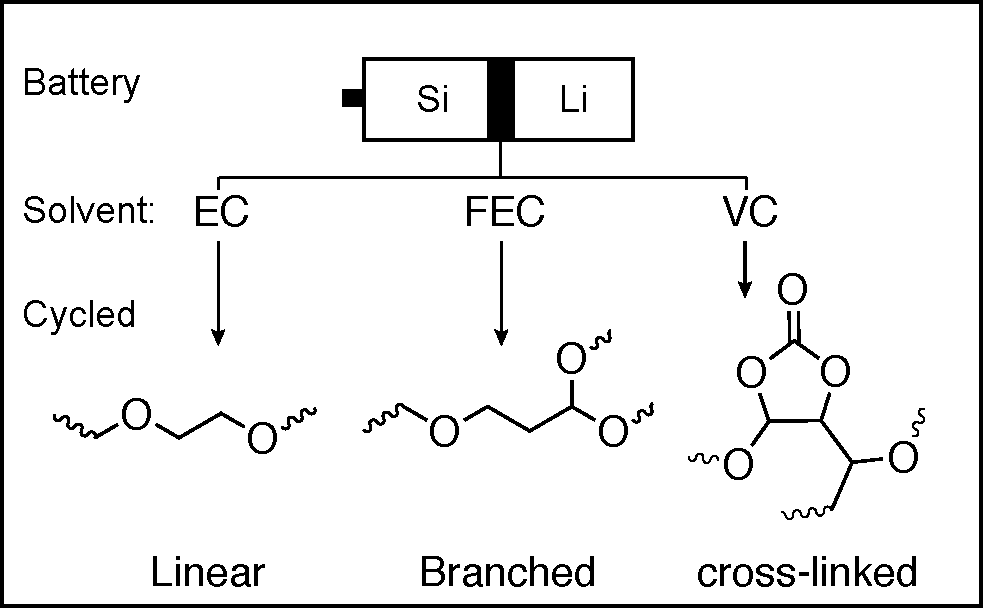 Battery
Si Li
Solvent: EC FEC VC
Cycled
O
O O
O O
O O O
O O
Linear Branched cross-linked